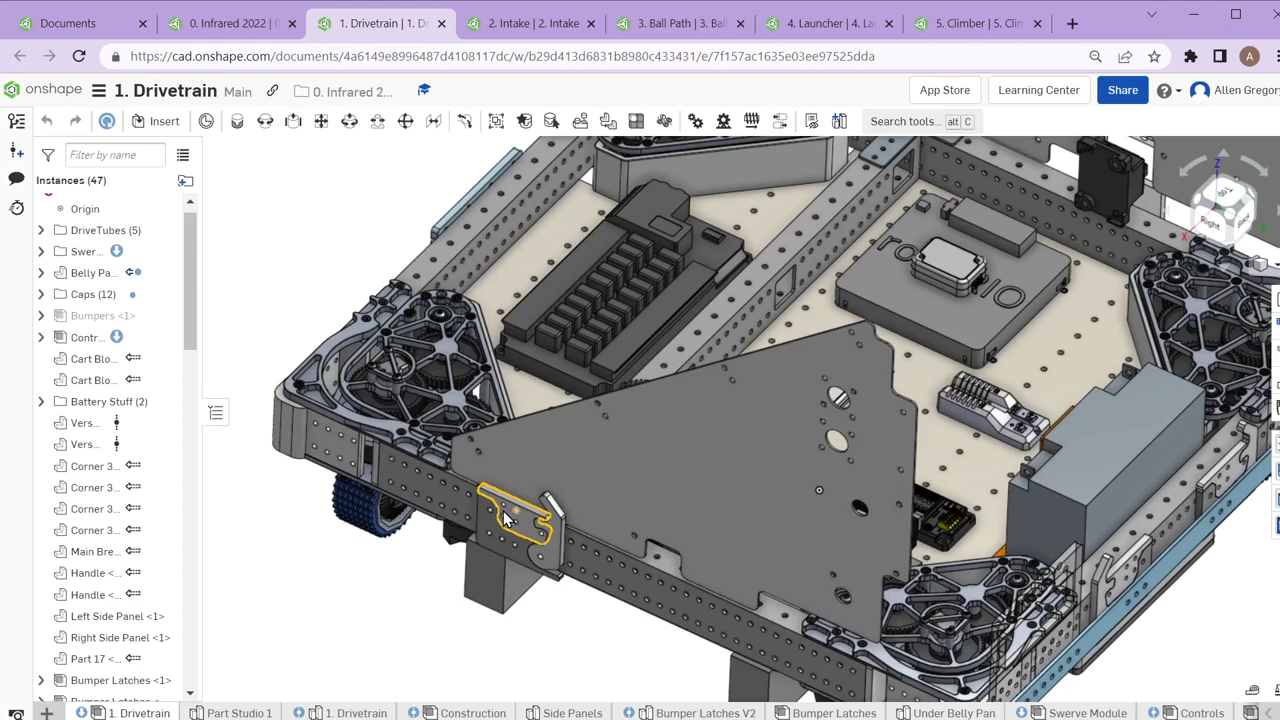 Documents
0. Infrared 2022 |
1. Drivetrain | 1. D
2. Intake | 2. Intake
3. Ball Path | 3. Ball
4. Launcher | 4. Lau
5. Climber | 5. Clim
https://cad.onshape.com/documents/4a6149e8996487d4108117dc/w/b29d413d6831b8980c433431/e/7f157ac1635e03ee97525dda
A
onshape
1. Drivetrain Main
0. Infrared 2...
App Store
Learning Center
Share
Allen Gregory
Insert
Search tools... alt C
Filter by name
Instances (47)
Origin
DriveTubes (5)
Swer...
Belly Pa...
Caps (12)
Bumpers <1>
Contr...
Cart Blo...
Cart Blo...
Battery Stuff (2)
Vers...
Vers...
Corner 3...
Corner 3...
Corner 3...
Corner 3...
Main Bre...
Handle <...
Handle <...
Left Side Panel <1>
Right Side Panel <1>
Part 17 <...
Bumper Latches <1>
Z
X
Right
1. Drivetrain
Part Studio 1
1. Drivetrain
Construction
Side Panels
Bumper Latches V2
Bumper Latches
Under Belly Pan
Swerve Module
Controls